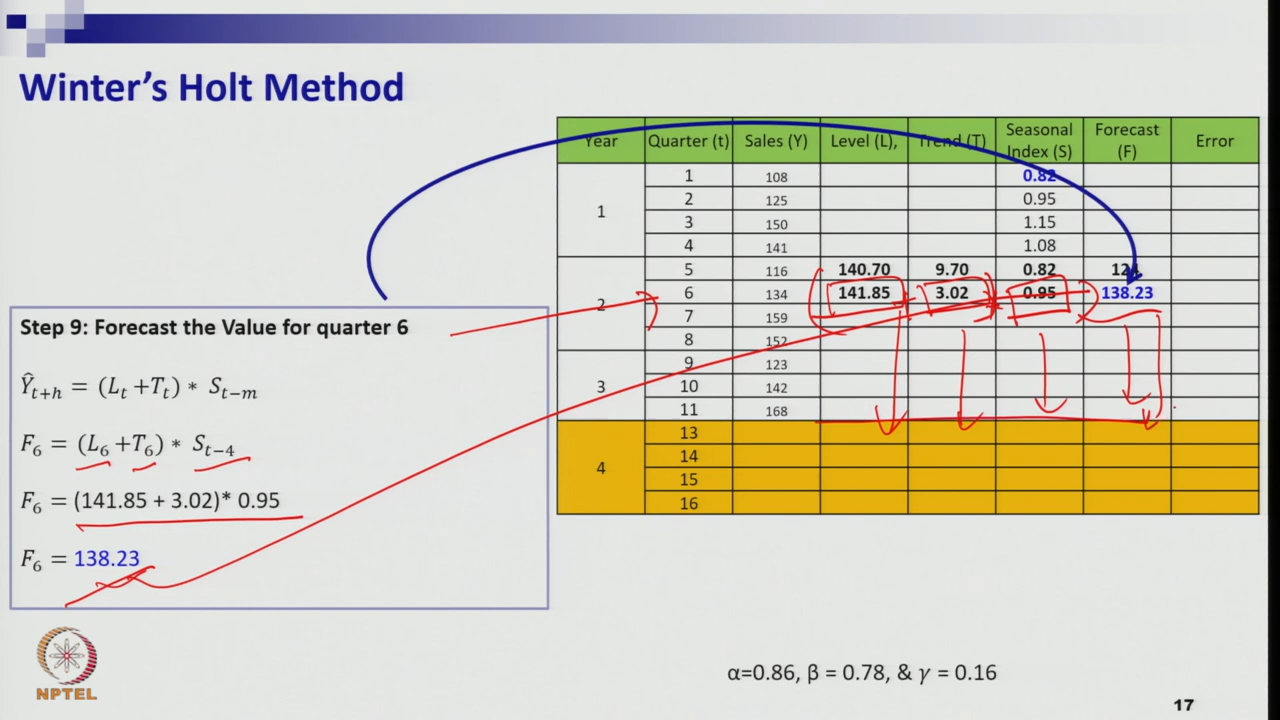 Winter's Holt Method
Year Quarter (t) Sales (Y) Level (L), Trend (T) Seasonal Index (S) Forecast (F) Error
1 1 108 0.82
2 125 0.95
3 150 1.15
4 141 1.08
2 5 116 140.70 9.70 0.82
6 134 141.85 3.02 0.95 138.23
7 159
8 152
3 9 123
10 142
11 168
4 13
14
15
16
Step 9: Forecast the Value for quarter 6
Ŷₜ₊ₕ = (Lₜ +Tₜ) ∗ Sₜ₋ₘ
F₆ = (L₆ +T₆) ∗ Sₜ₋₄
F₆ = (141.85 + 3.02)* 0.95
F₆ = 138.23
NPTEL
α=0.86, β = 0.78, & γ = 0.16
17